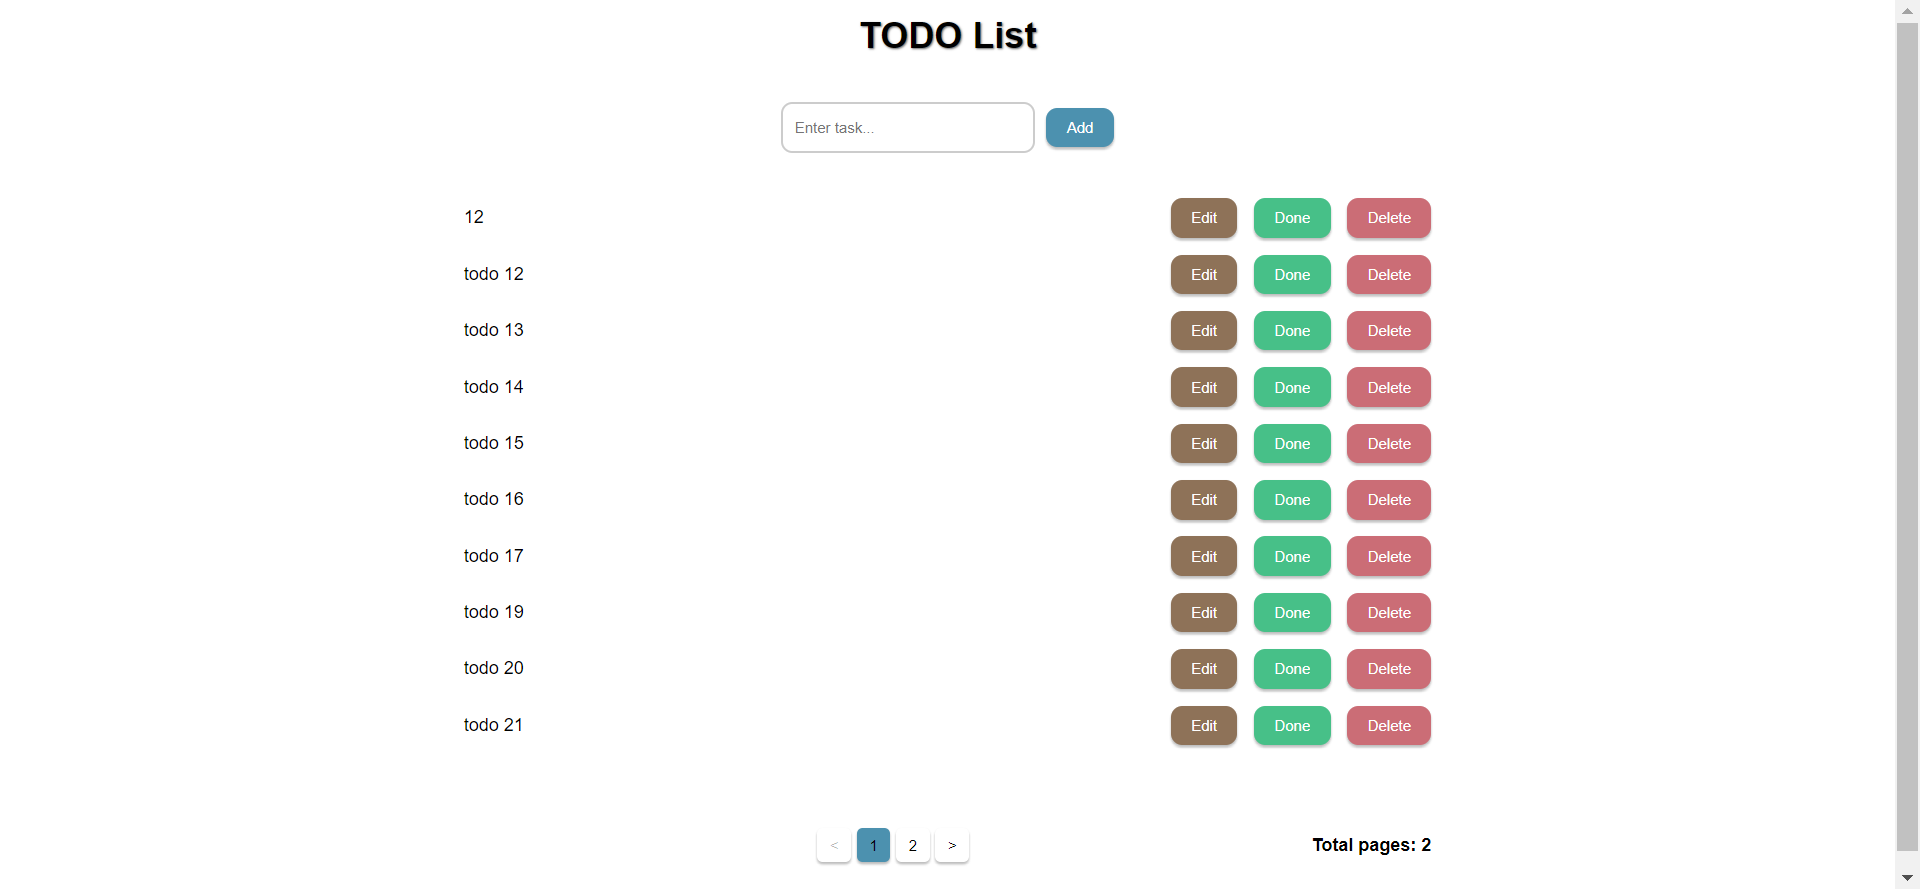 TODO List
Enter task... Add
12 Edit Done Delete
todo 12 Edit Done Delete
todo 13 Edit Done Delete
todo 14 Edit Done Delete
todo 15 Edit Done Delete
todo 16 Edit Done Delete
todo 17 Edit Done Delete
todo 19 Edit Done Delete
todo 20 Edit Done Delete
todo 21 Edit Done Delete
< 1 2 > Total pages: 2